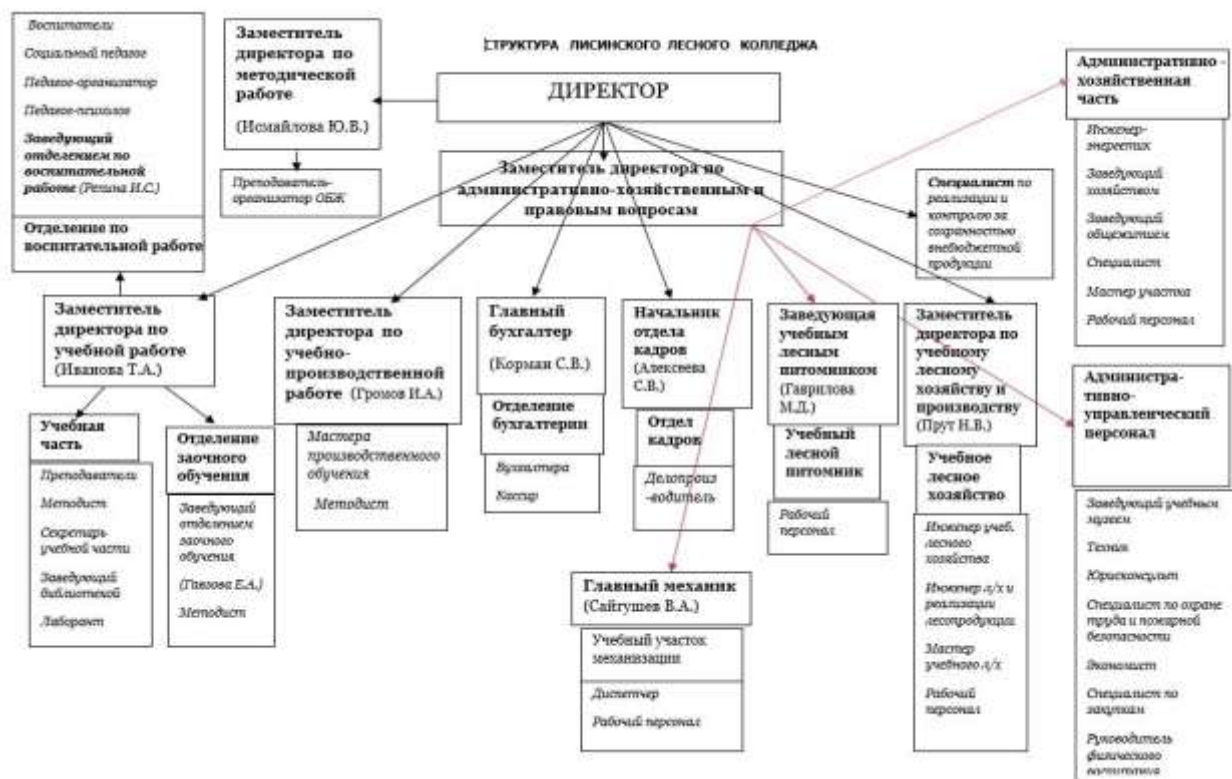 СТРУКТУРА ЛИСИНСКОГО ЛЕСНОГО КОЛЛЕДЖА
ДИРЕКТОР
Воспитатели
Социальный педагог
Педагог-организатор
Педагог-психолог
Заведующий
отделением по
воспитательной
работе (Репина И.С.)
Отделение по
воспитательной работе
Заместитель
директора по
методической
работе
(Исмайлова Ю.В.)
Преподаватель-
организатор ОБЖ
Заместитель директора по
административно-хозяйственным и
правовым вопросам
Специалист по
реализации и
контролю за
сохранностью
внебюджетной
продукции
Административно -
хозяйственная
часть
Инженер-
энергетик
Заведующий
хозяйством
Заведующий
общежитием
Специалист
Мастер участка
Рабочий персонал
Заместитель
директора по
учебной работе
(Иванова Т.А.)
Учебная
часть
Преподаватели
Методист
Секретарь
учебной части
Заведующий
библиотекой
Лаборант
Отделение
заочного
обучения
Заведующий
отделением
заочного
обучения
Методист
Заместитель
директора по
учебно-
производственной
работе (Громов И.А.)
Мастера
производственного
обучения
Методист
Главный
бухгалтер
(Корман С.В.)
Отделение
бухгалтерии
Бухгалтера
Кассир
Начальник
отдела
кадров
(Алексеева
С.В.)
Отдел
кадров
Делопроиз
-водитель
Заведующая
учебным
лесным
питомником
(Гаврилова
М.Д.)
Учебный
лесной
питомник
Рабочий
персонал
Заместитель
директора по
учебному
лесному
хозяйству и
производству
(Прут Н.В.)
Учебное
лесное
хозяйство
Инженер учеб.
лесного
хозяйства
Инженер л/х и
реализации
лесопродукции
Мастер
учебного л/х
Рабочий
персонал
Главный механик
(Сайгушев В.А.)
Учебный участок
механизации
Диспетчер
Рабочий персонал
Администра-
тивно-
управленческий
персонал
Заведующий учебным
музеем
Техник
Юрисконсульт
Специалист по охране
труда и пожарной
безопасности
Экономист
Специалист по
закупкам
Руководитель
физического
воспитания